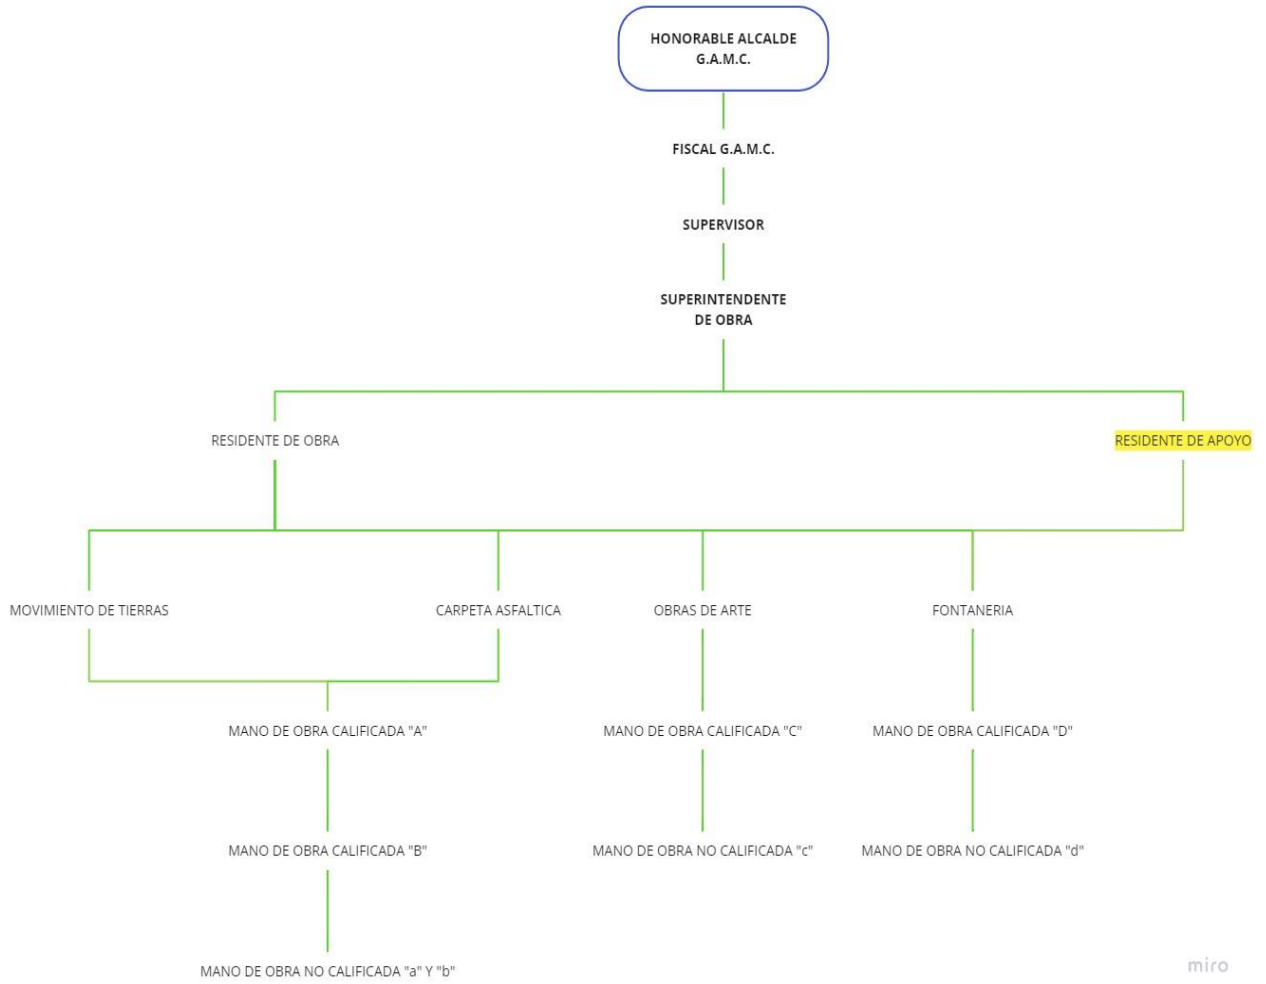 HONORABLE ALCALDE
G.A.M.C.
FISCAL G.A.M.C.
SUPERVISOR
SUPERINTENDENTE
DE OBRA
RESIDENTE DE OBRA
RESIDENTE DE APOYO
MOVIMIENTO DE TIERRAS
CARPETA ASFALTICA
OBRAS DE ARTE
FONTANERIA
MANO DE OBRA CALIFICADA "A"
MANO DE OBRA CALIFICADA "C"
MANO DE OBRA CALIFICADA "D"
MANO DE OBRA CALIFICADA "B"
MANO DE OBRA NO CALIFICADA "c"
MANO DE OBRA NO CALIFICADA "d"
MANO DE OBRA NO CALIFICADA "a" Y "b"
miro